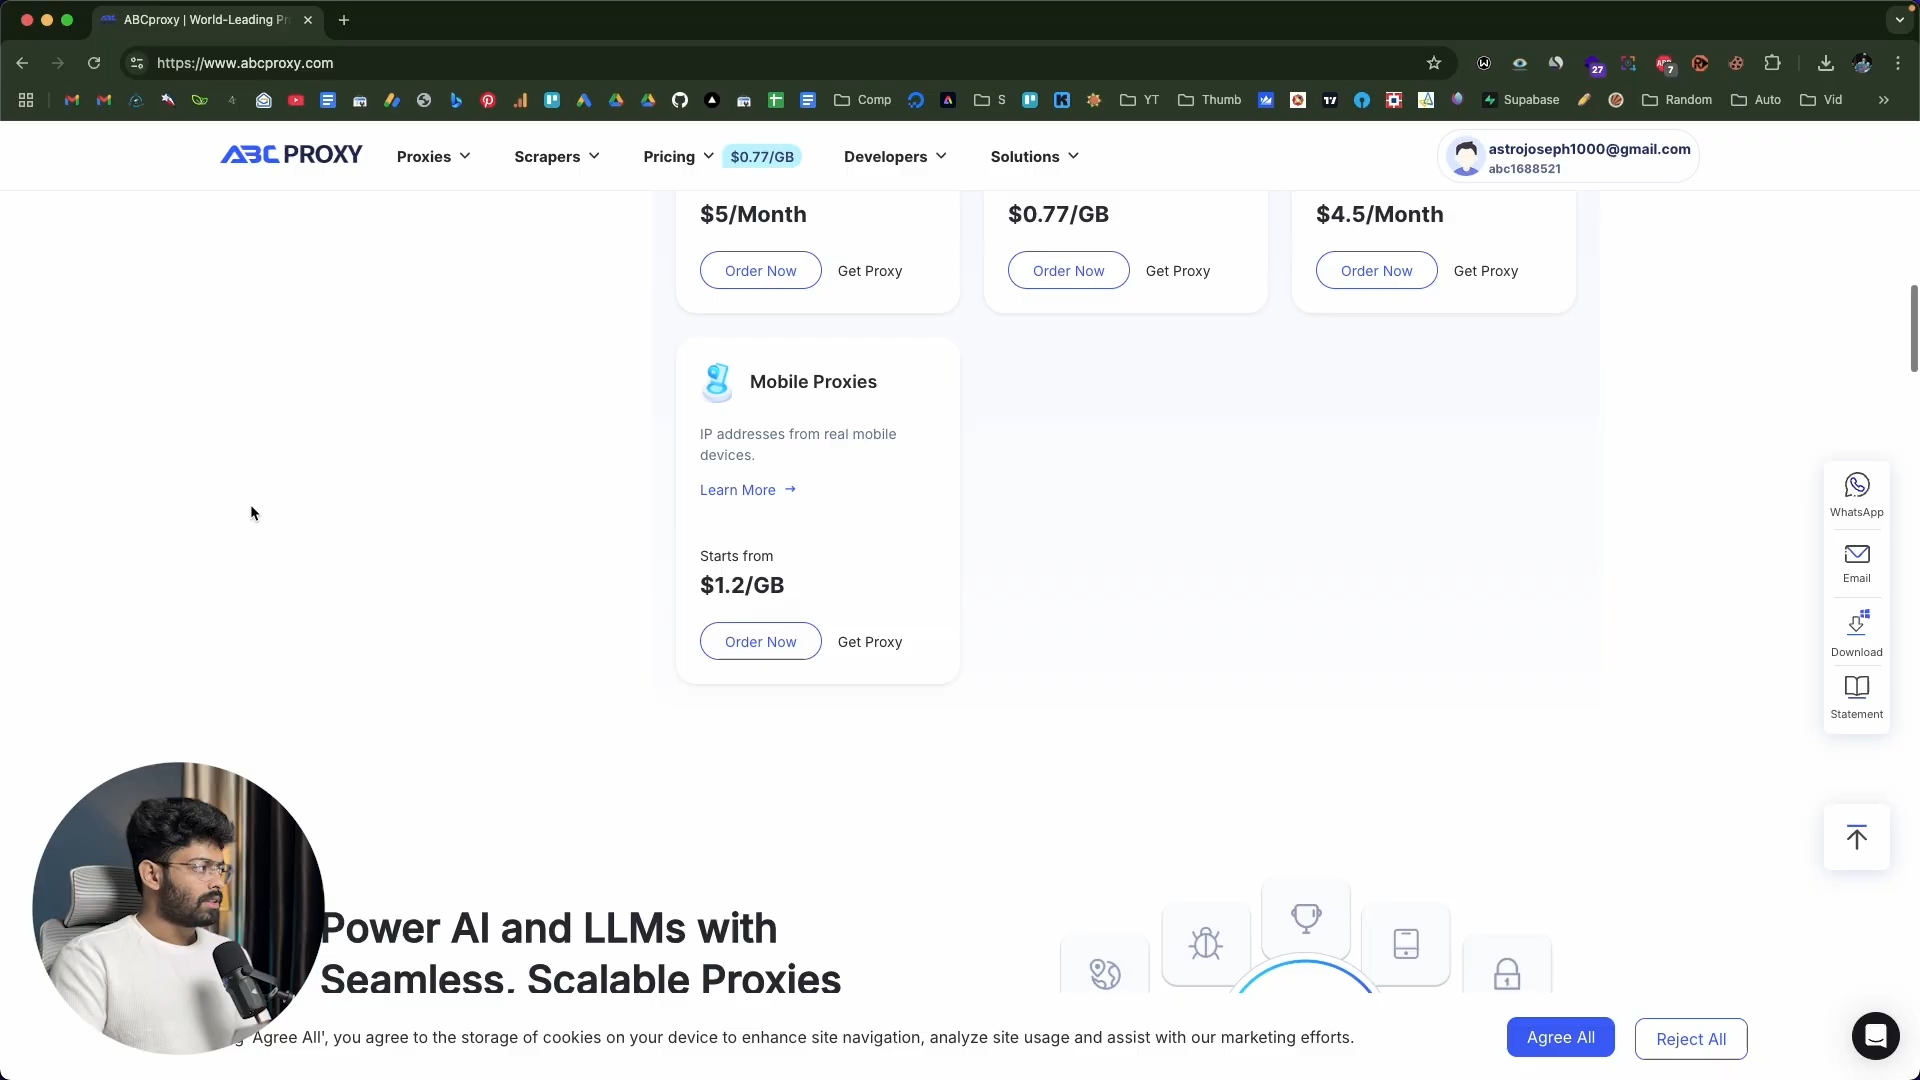 ABCproxy | World-Leading Pr
https://www.abcproxy.com
27
7
Comp
S
YT
Thumb
Supabase
Random
Auto
Vid
ABC PROXY
Proxies
Scrapers
Pricing
$0.77/GB
Developers
Solutions
astrojoseph1000@gmail.com
abc1688521
$5/Month
$0.77/GB
$4.5/Month
Order Now
Get Proxy
Order Now
Get Proxy
Order Now
Get Proxy
Mobile Proxies
IP addresses from real mobile
devices.
Learn More
Starts from
$1.2/GB
Order Now
Get Proxy
WhatsApp
Email
Download
Statement
Power AI and LLMs with
Seamless, Scalable Proxies
'Agree All', you agree to the storage of cookies on your device to enhance site navigation, analyze site usage and assist with our marketing efforts.
Agree All
Reject All